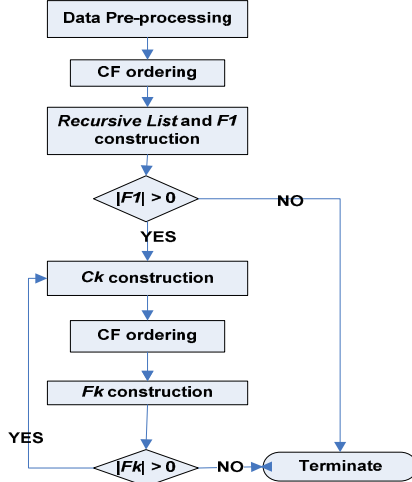 Data Pre-processing
CF ordering
Recursive List and F1
construction
|F1| > 0
NO
YES
Ck construction
CF ordering
Fk construction
YES
|Fk| > 0
NO
Terminate